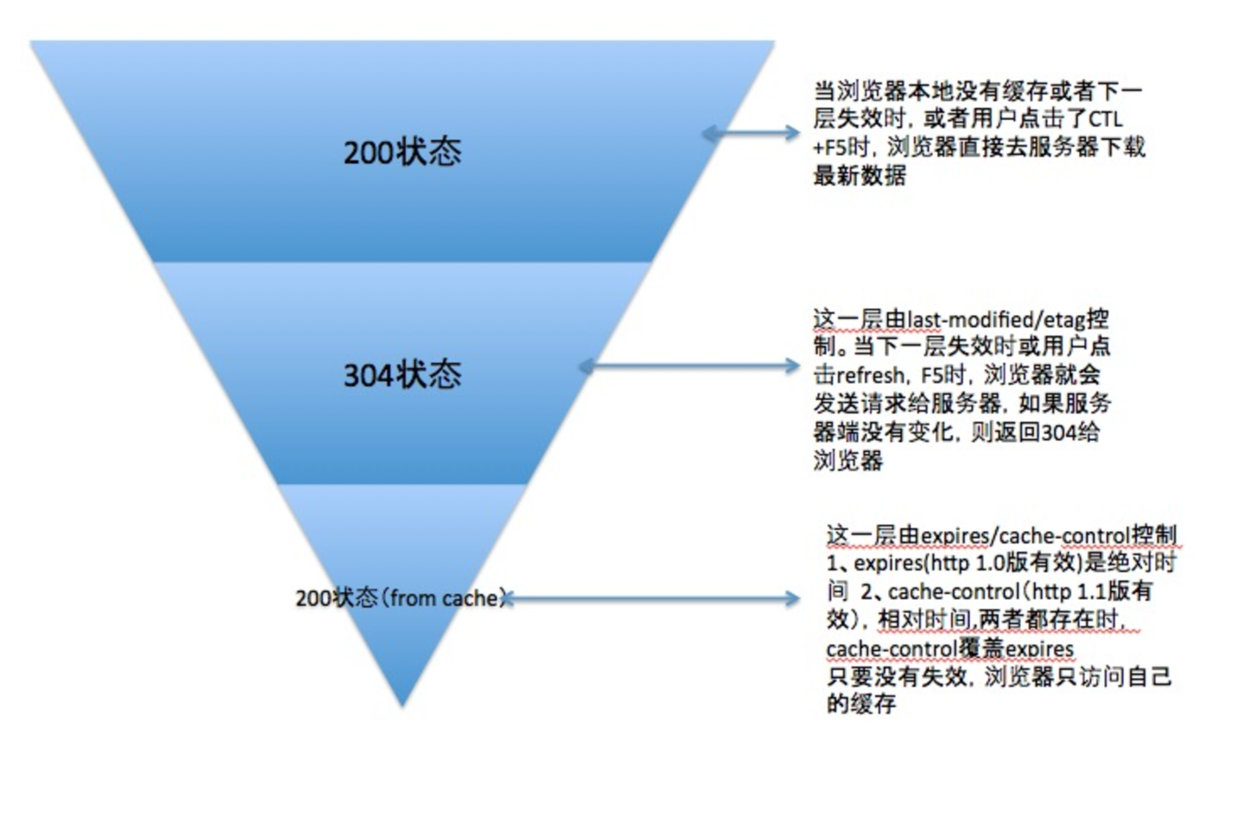 200状态
当浏览器本地没有缓存或者下一
层失效时，或者用户点击了CTL
+F5时，浏览器直接去服务器下载
最新数据
304状态
这一层由last-modified/etag控
制。当下一层失效时或用户点
击refresh，F5时，浏览器就会
发送请求给服务器，如果服务
器端没有变化，则返回304给
浏览器
200状态（from cache）
这一层由expires/cache-control控制
1、expires(http 1.0版有效)是绝对时
间 2、cache-control（http 1.1版有
效），相对时间,两者都存在时，
cache-control覆盖expires
只要没有失效，浏览器只访问自己
的缓存